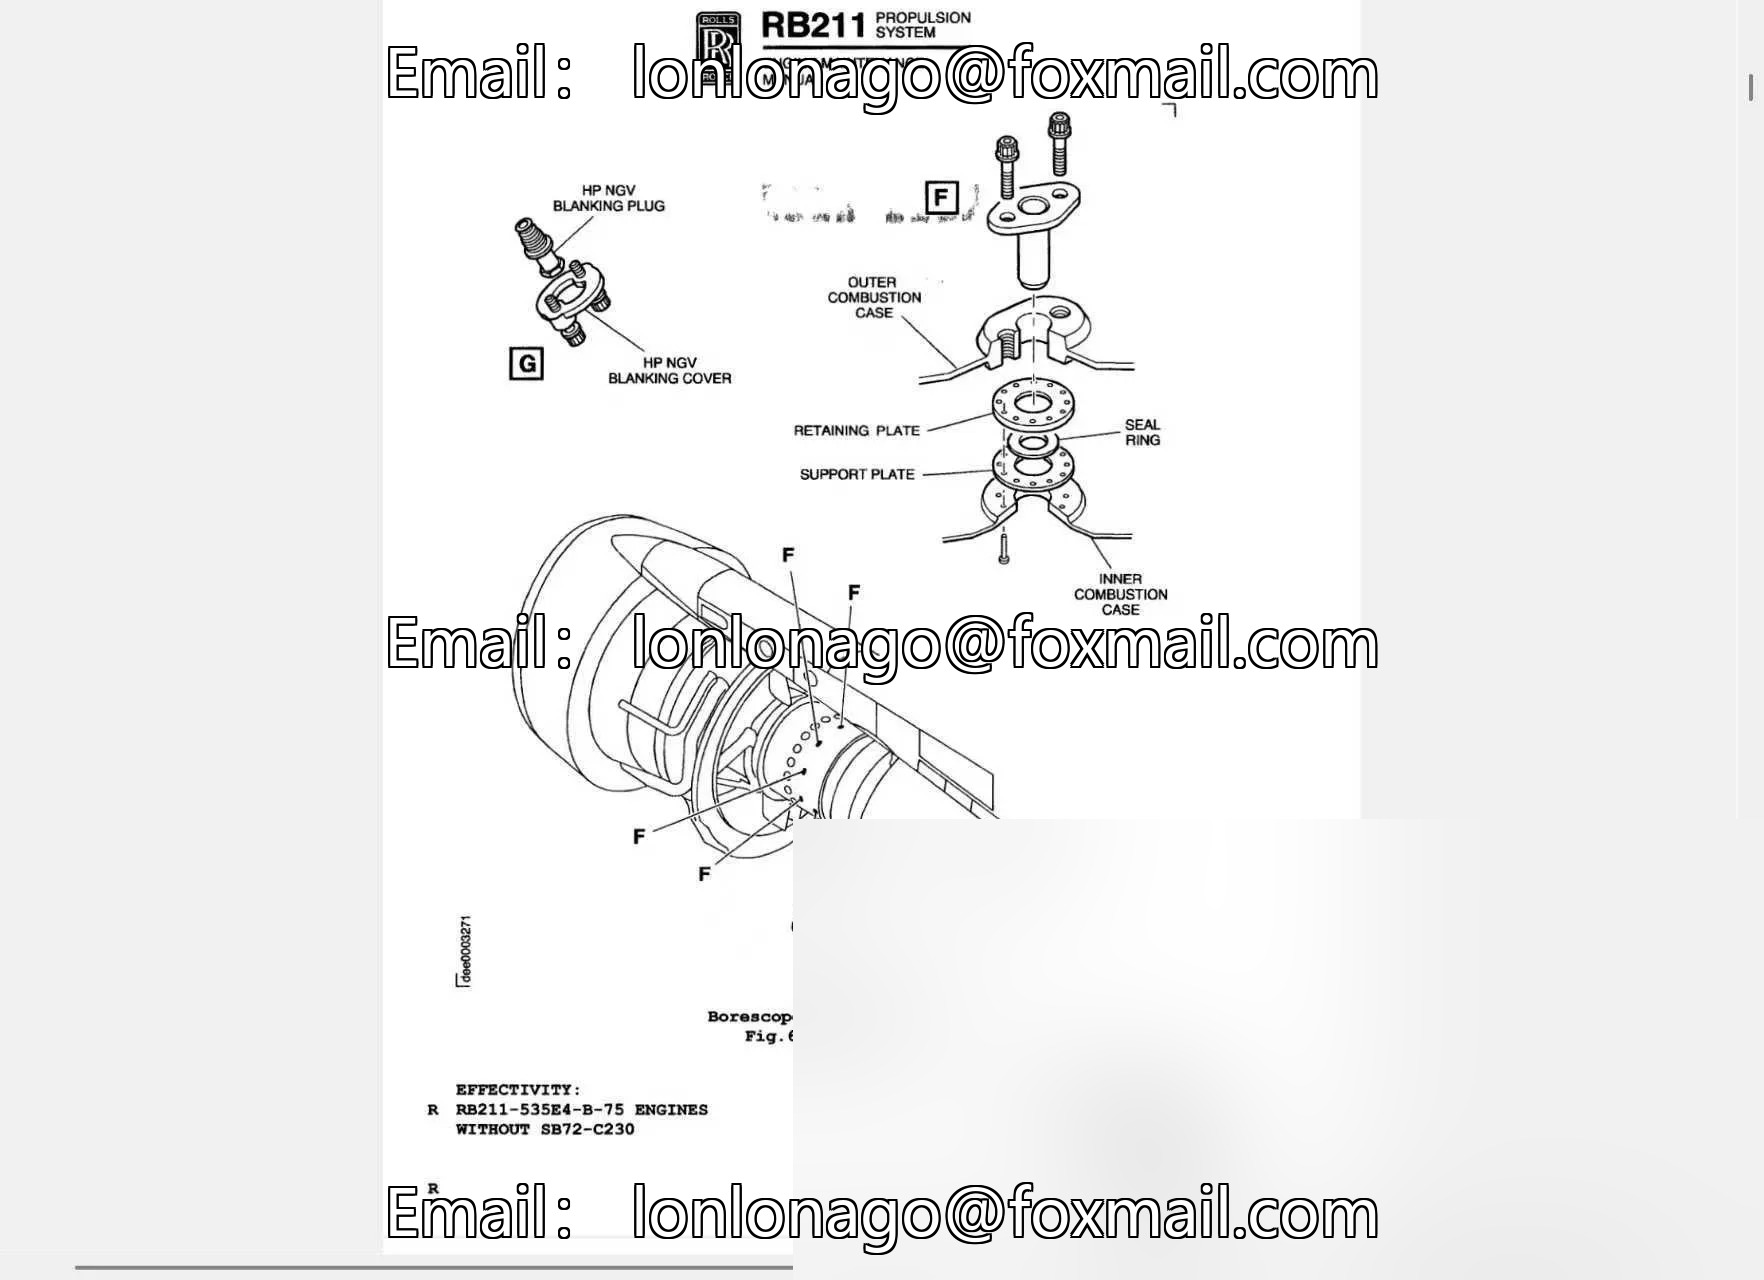 ROLLS
RB211 PROPULSION
SYSTEM
Email： lonlonago@foxmail.com
HP NGV
BLANKING PLUG
F
OUTER
COMBUSTION
CASE
G
HP NGV
BLANKING COVER
RETAINING PLATE
SEAL
RING
SUPPORT PLATE
F
F
INNER
COMBUSTION
CASE
Email： lonlonago@foxmail.com
F
F
dee0003271
Fig.
EFFECTIVITY:
R RB211-535E4-B-75 ENGINES
WITHOUT SB72-C230
R
Email： lonlonago@foxmail.com